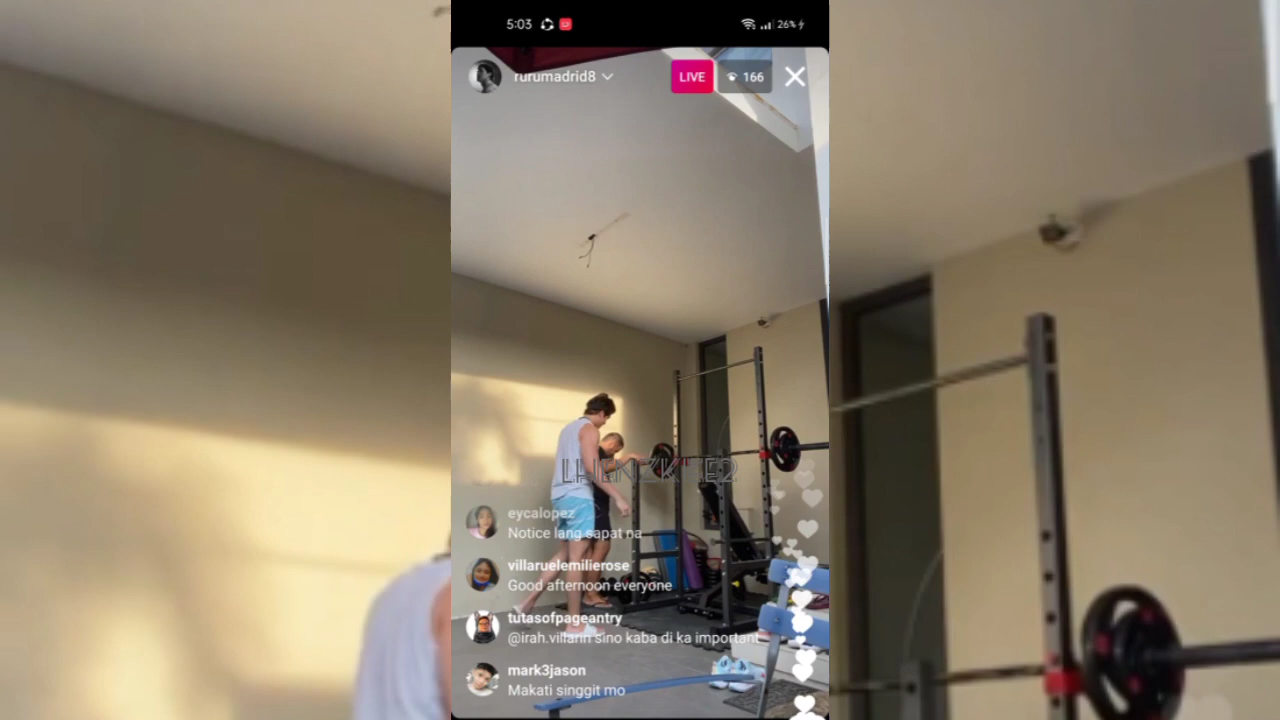 5:03
26%
rurumadrid8
LIVE
166
eycalopez
Notice lang sapat na
villaruelemilierose
Good afternoon everyone
tutasofpageantry
@irah.villarin sino kaba di ka important
mark3jason
Makati singgit mo